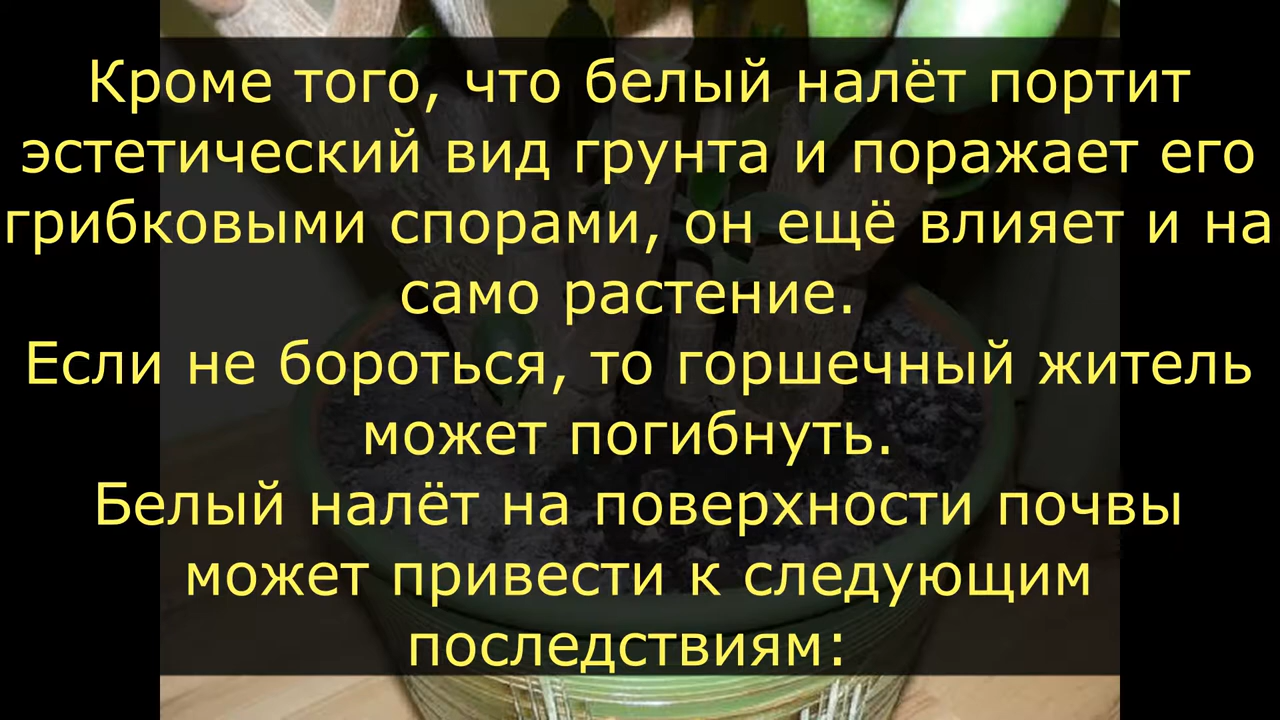 Кроме того, что белый налёт портит
эстетический вид грунта и поражает его
грибковыми спорами, он ещё влияет и на
само растение.
Если не бороться, то горшечный житель
может погибнуть.
Белый налёт на поверхности почвы
может привести к следующим
последствиям: